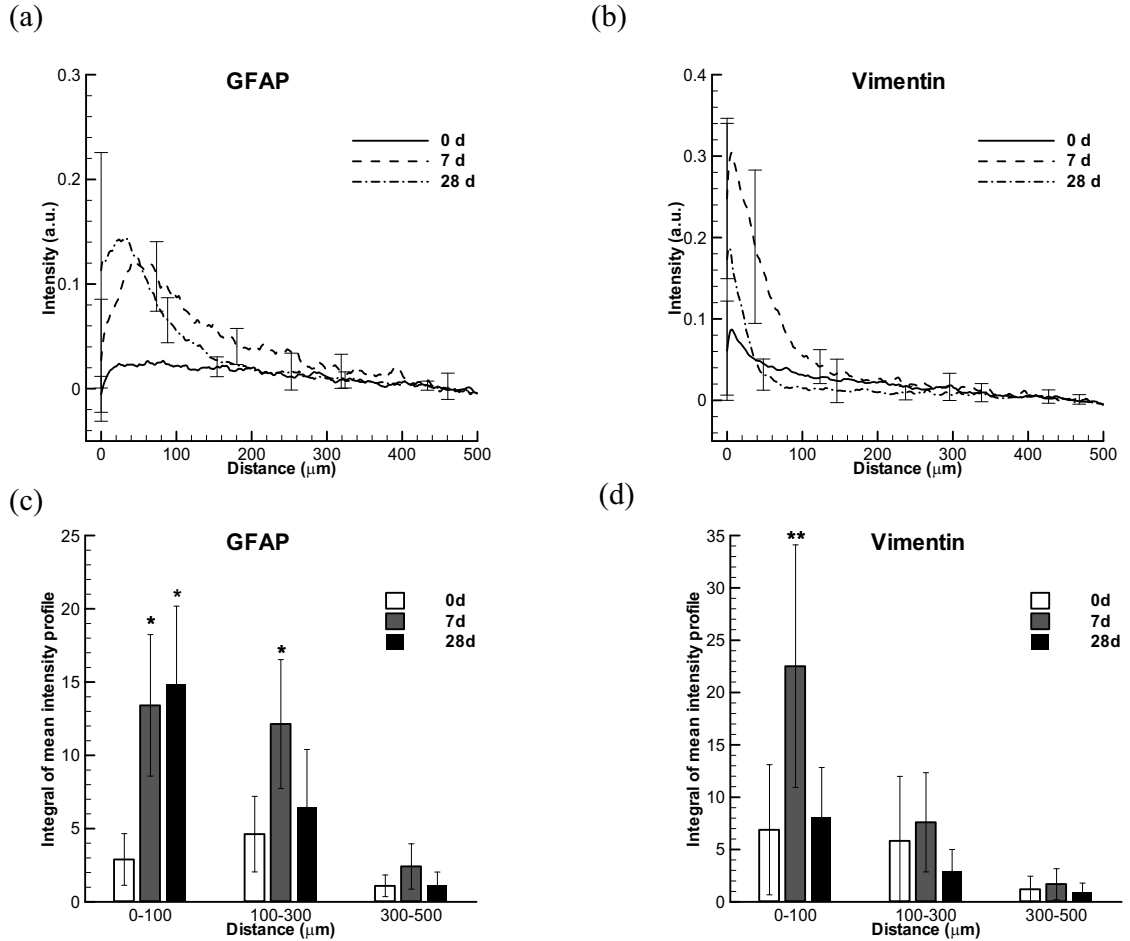 (a)
GFAP
0 d
7 d
28 d
Intensity (a.u.)
0.3
0.2
0.1
0
0 100 200 300 400 500
Distance (μm)
(b)
Vimentin
0 d
7 d
28 d
Intensity (a.u.)
0.4
0.3
0.2
0.1
0
0 100 200 300 400 500
Distance (μm)
(c)
GFAP
0d
7d
28d
Integral of mean intensity profile
25
20
15
10
5
0
* * *
0-100 100-300 300-500
Distance (μm)
(d)
Vimentin
0d
7d
28d
Integral of mean intensity profile
35
30
25
20
15
10
5
0
**
0-100 100-300 300-500
Distance (μm)